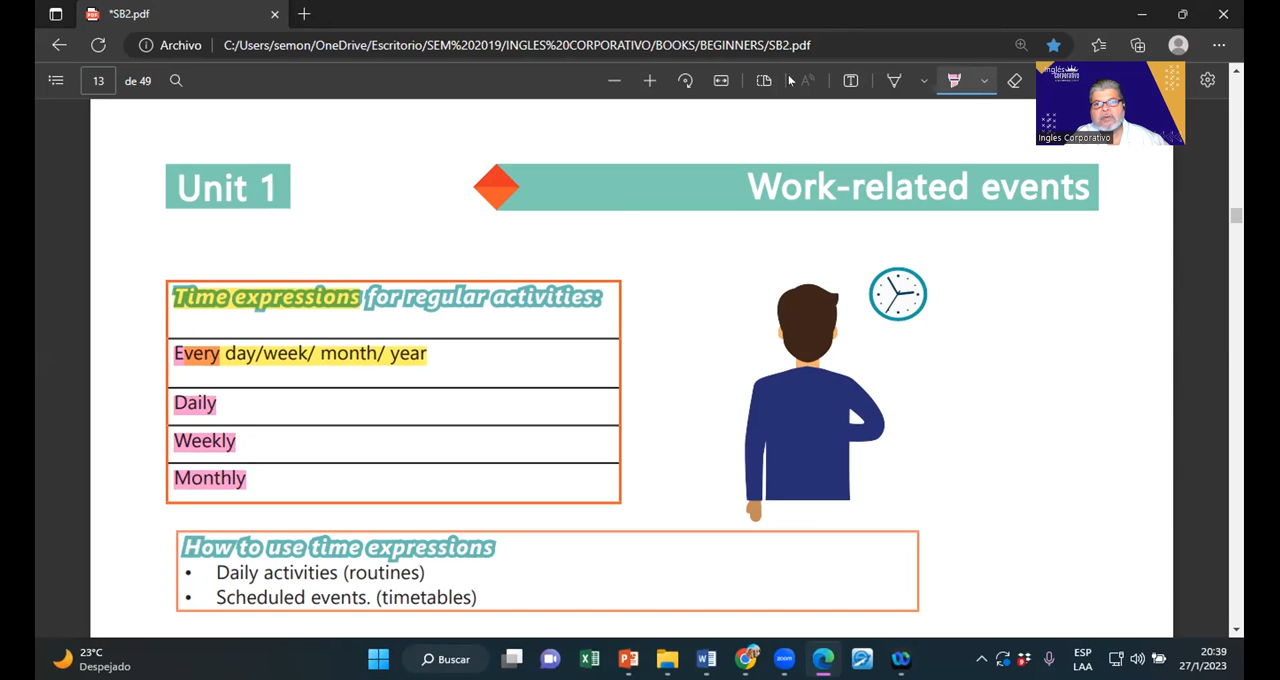 *SB2.pdf
Archivo C:/Users/semon/OneDrive/Escritorio/SEM%202019/INGLES%20CORPORATIVO/BOOKS/BEGINNERS/SB2.pdf
13 de 49
Inglés
Corporativo
Ingles Corporativo
Unit 1
Work-related events
Time expressions for regular activities:
Every day/week/ month/ year
Daily
Weekly
Monthly
How to use time expressions
• Daily activities (routines)
• Scheduled events. (timetables)
23°C
Despejado
Buscar
zoom
ESP
LAA
20:39
27/1/2023